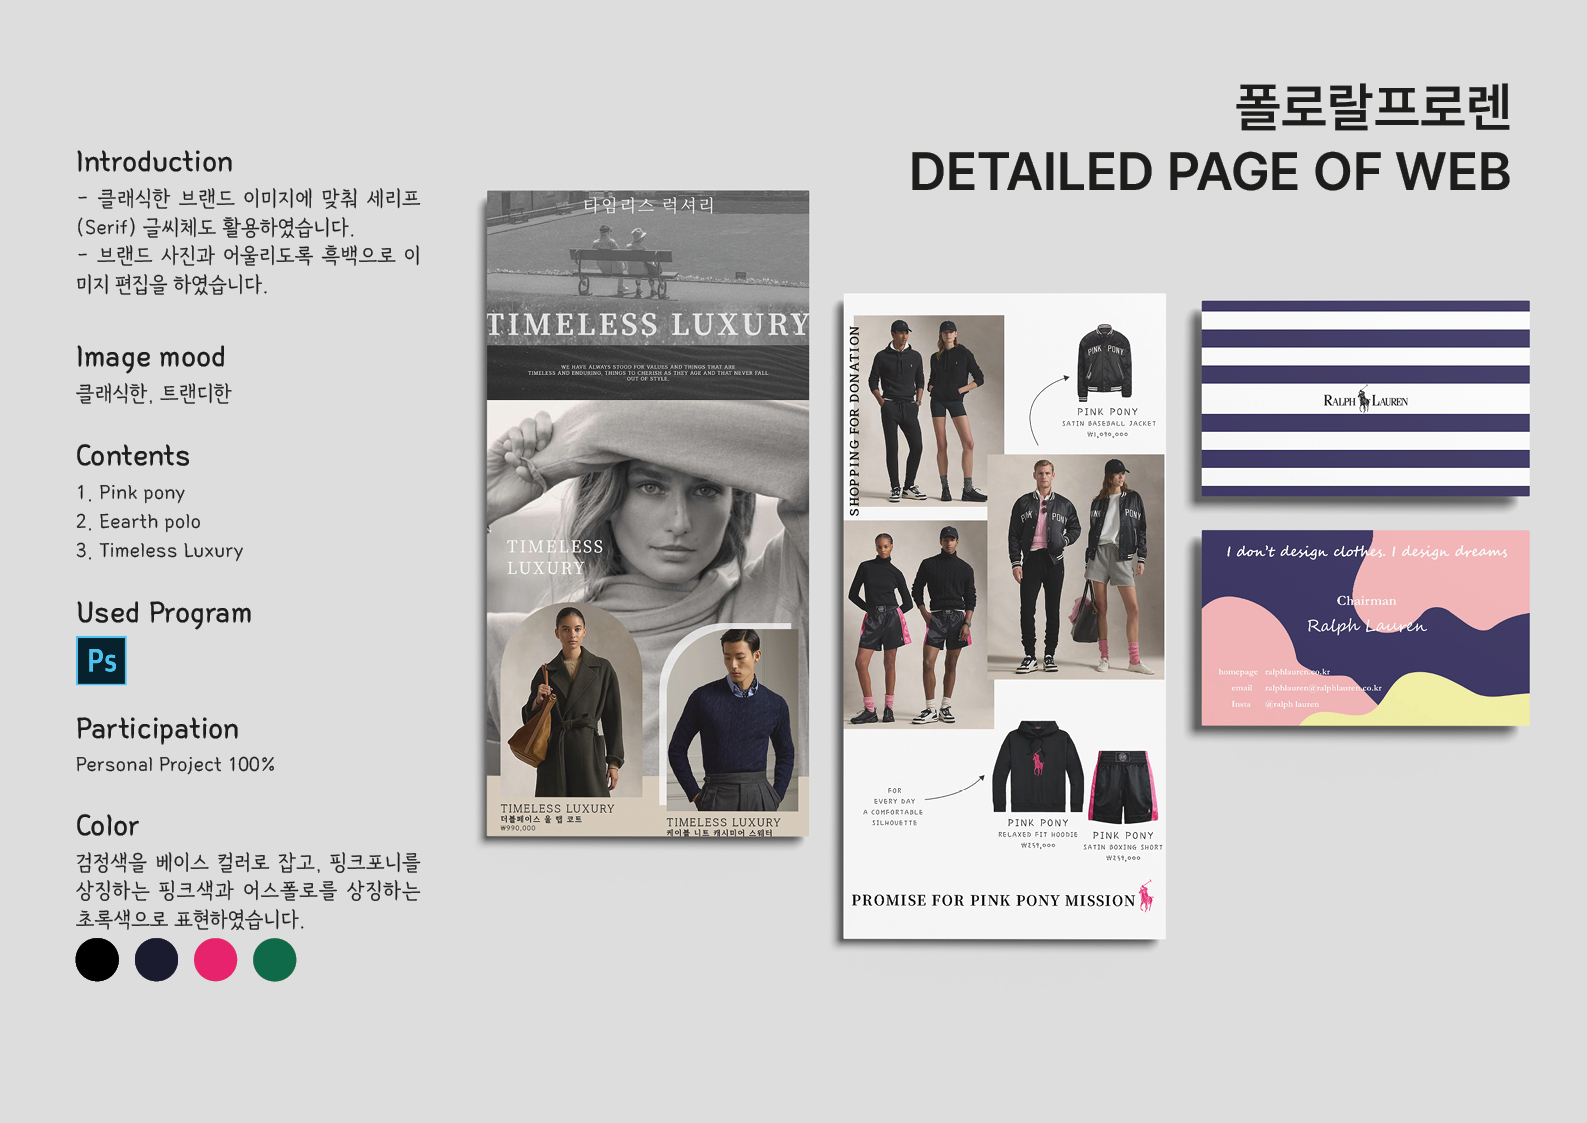 폴로랄프로렌
DETAILED PAGE OF WEB
Introduction
- 클래식한 브랜드 이미지에 맞춰 세리프
(Serif) 글씨체도 활용하였습니다.
- 브랜드 사진과 어울리도록 흑백으로 이
미지 편집을 하였습니다.
Image mood
클래식한, 트랜디한
Contents
1. Pink pony
2. Eearth polo
3. Timeless Luxury
Used Program
Ps
Participation
Personal Project 100%
Color
검정색을 베이스 컬러로 잡고, 핑크포니를
상징하는 핑크색과 어스폴로를 상징하는
초록색으로 표현하였습니다.
타임리스 럭셔리
TIMELESS LUXURY
WE HAVE ALWAYS STOOD FOR VALUES AND THINGS THAT ARE
TIMELESS AND ENDURING, THINGS TO CHERISH AS THEY AGE AND THAT NEVER FALL
OUT OF STYLE.
TIMELESS
LUXURY
TIMELESS LUXURY
더블페이스 울 랩 코트
₩990,000
TIMELESS LUXURY
케이블 니트 캐시미어 스웨터
SHOPPING FOR DONATION
PINK PONY
PINK PONY
SATIN BASEBALL JACKET
₩1,090,000
PINK PONY
PONY
FOR
EVERY DAY
A COMFORTABLE
SILHOUETTE
PINK PONY
RELAXED FIT HOODIE
₩259,000
PINK PONY
SATIN BOXING SHORT
₩259,000
PROMISE FOR PINK PONY MISSION
RALPH LAUREN
I don't design clothes. I design dreams
Chairman
Ralph Lauren
homepage ralphlauren.co.kr
email ralphlauren@ralphlauren.co.kr
Insta @ralph lauren